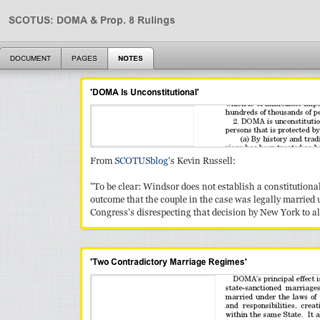 SCOTUS: DOMA & Prop. 8 Rulings
DOCUMENT PAGES NOTES
'DOMA Is Unconstitutional'
hundreds of thousands of pe
2. DOMA is unconstitutio
persons that is protected by
(a) By history and tradi
From SCOTUSblog's Kevin Russell:
"To be clear: Windsor does not establish a constitutional
outcome that the couple in the case was legally married u
Congress's disrespecting that decision by New York to al
'Two Contradictory Marriage Regimes'
DOMA's principal effect is
state-sanctioned marriages
married under the laws of
and responsibilities, creati
within the same State. It a